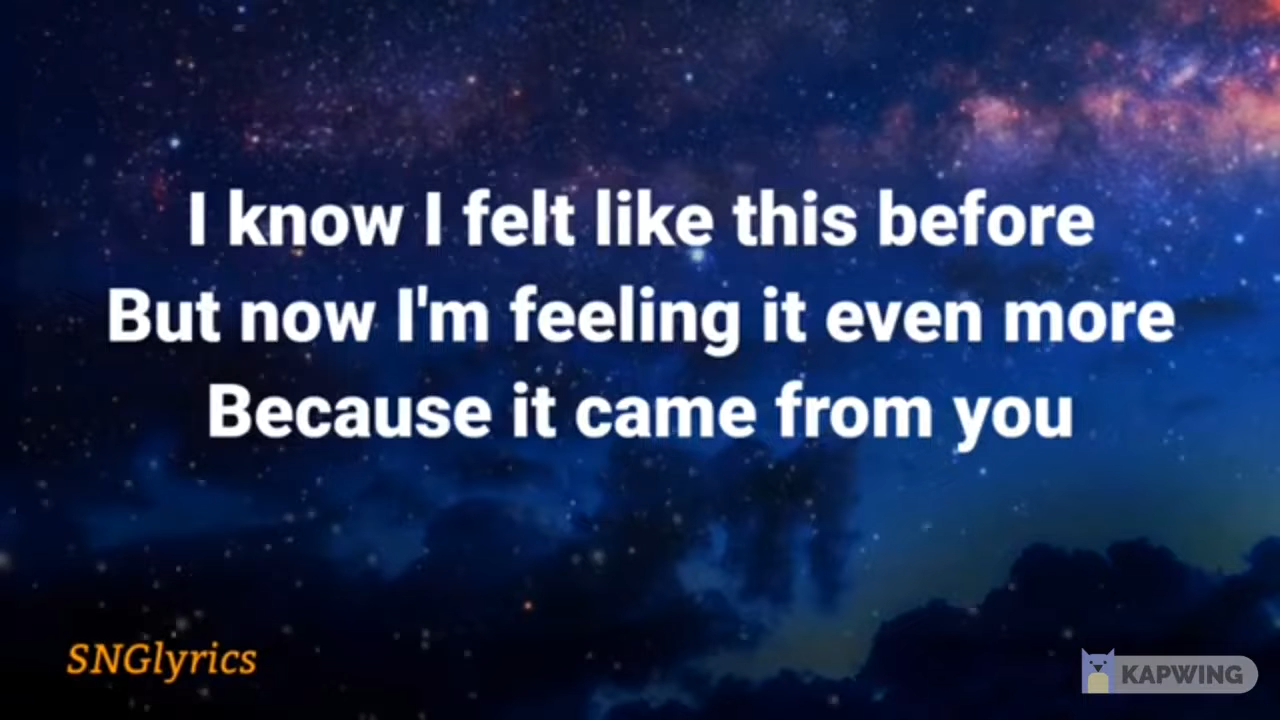 I know I felt like this before
But now I'm feeling it even more
Because it came from you
SNGlyrics
KAPWING